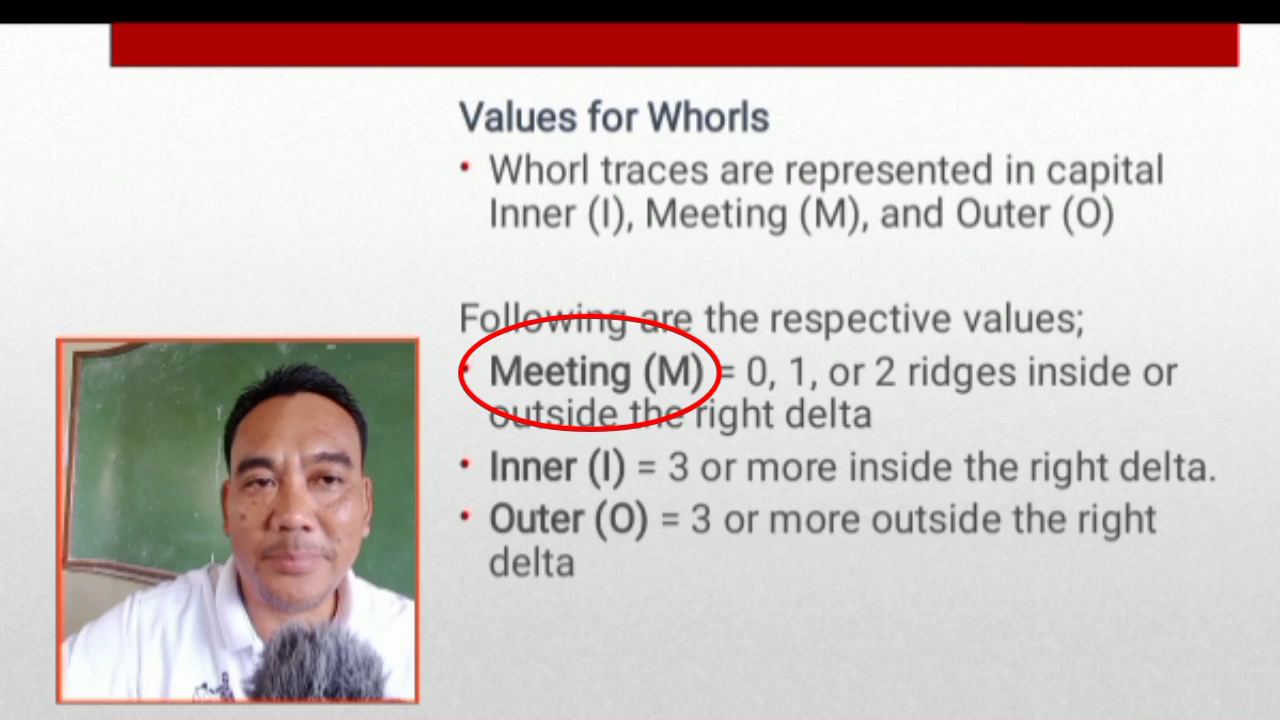 Values for Whorls
• Whorl traces are represented in capital
Inner (I), Meeting (M), and Outer (O)
Following are the respective values;
• Meeting (M) = 0, 1, or 2 ridges inside or
outside the right delta
• Inner (I) = 3 or more inside the right delta.
• Outer (O) = 3 or more outside the right
delta